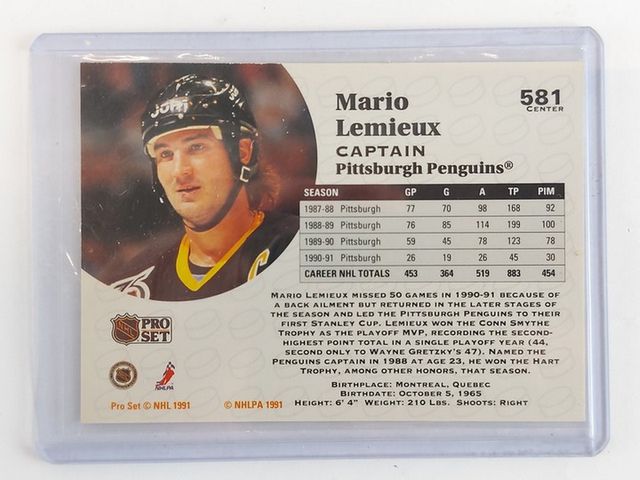 Mario
Lemieux
CAPTAIN
Pittsburgh Penguins®
581
CENTER
SEASON GP G A TP PIM
1987-88 Pittsburgh 77 70 98 168 92
1988-89 Pittsburgh 76 85 114 199 100
1989-90 Pittsburgh 59 45 78 123 78
1990-91 Pittsburgh 26 19 26 45 30
CAREER NHL TOTALS 453 364 519 883 454
MARIO LEMIEUX MISSED 50 GAMES IN 1990-91 BECAUSE OF
A BACK AILMENT BUT RETURNED IN THE LATER STAGES OF
THE SEASON AND LED THE PITTSBURGH PENGUINS TO
THEIR FIRST STANLEY CUP. LEMIEUX WON THE CONN SMYTHE
TROPHY AS THE PLAYOFF MVP, RECORDING THE SECOND-
HIGHEST POINT TOTAL IN A SINGLE PLAYOFF YEAR (44,
SECOND ONLY TO WAYNE GRETZKY'S 47). NAMED THE
PENGUINS CAPTAIN IN 1988 AT AGE 23, HE WON THE HART
TROPHY, AMONG OTHER HONORS, THAT SEASON.
BIRTHPLACE: MONTREAL, QUEBEC
BIRTHDATE: OCTOBER 5, 1965
HEIGHT: 6' 4" WEIGHT: 210 LBS. SHOOTS: RIGHT
NHL PRO
SET
NHLPA
Pro Set © NHL 1991 © NHLPA 1991